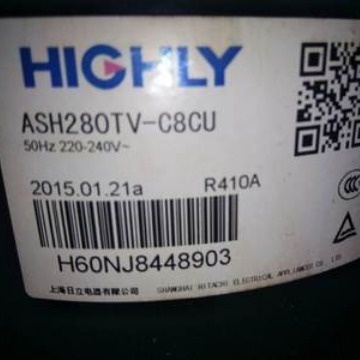 HIGHLY
ASH280TV-C8CU
50Hz 220-240V~
2015.01.21a R410A
H60NJ8448903
上海日立电器有限公司 SHANGHAI HITACHI ELECTRICAL APPLIANCES CO., LTD